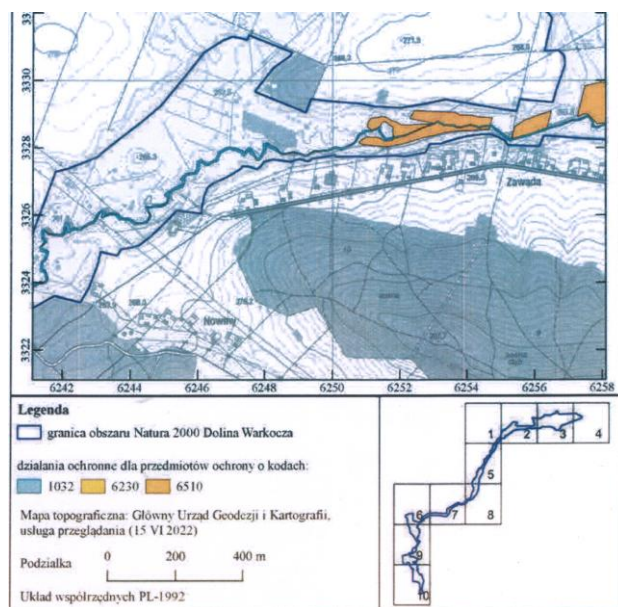 3330
3328
3326
3324
3322
Zawada
Nowiny
6242 6244 6246 6248 6250 6252 6254 6256 6258
Legenda
granica obszaru Natura 2000 Dolina Warkocza
działania ochronne dla przedmiotów ochrony o kodach:
1032 6230 6510
Mapa topograficzna: Główny Urząd Geodezji i Kartografii,
usługa przeglądania (15 VI 2022)
Podziałka 0 200 400 m
Układ współrzędnych PL-1992
1 2 3 4
5
6 7 8
9
10